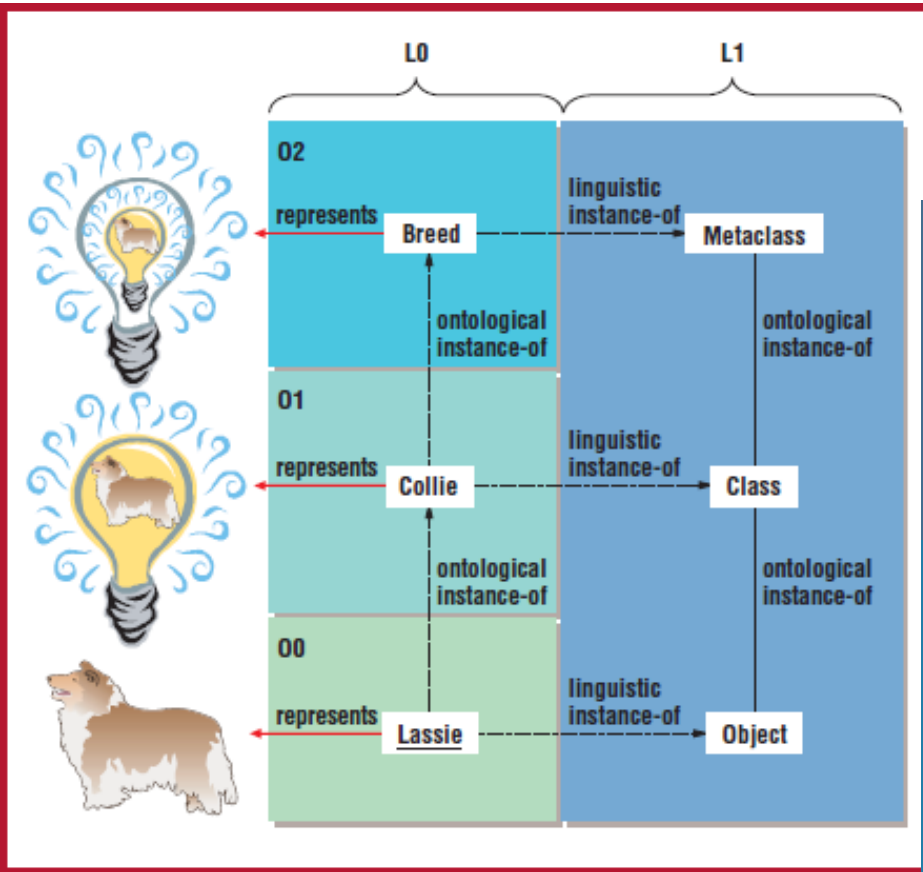 L0
L1
O2
represents
Breed
linguistic
instance-of
Metaclass
ontological
instance-of
ontological
instance-of
O1
represents
Collie
linguistic
instance-of
Class
ontological
instance-of
ontological
instance-of
O0
represents
Lassie
linguistic
instance-of
Object